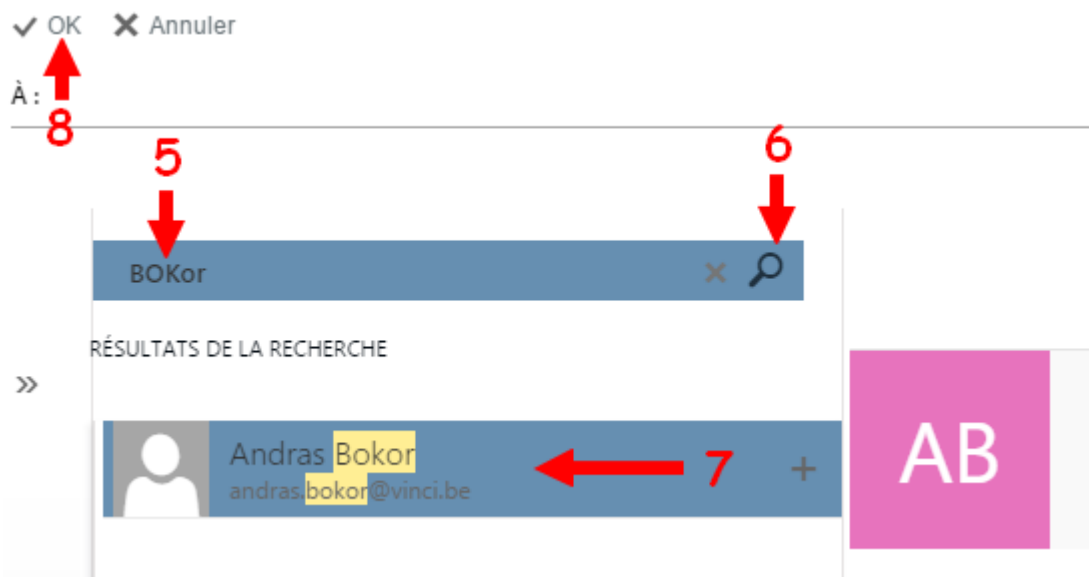 OK Annuler
À :
8
5
6
BOKor
RÉSULTATS DE LA RECHERCHE
»
Andras Bokor
andras.bokor@vinci.be
7
+
AB